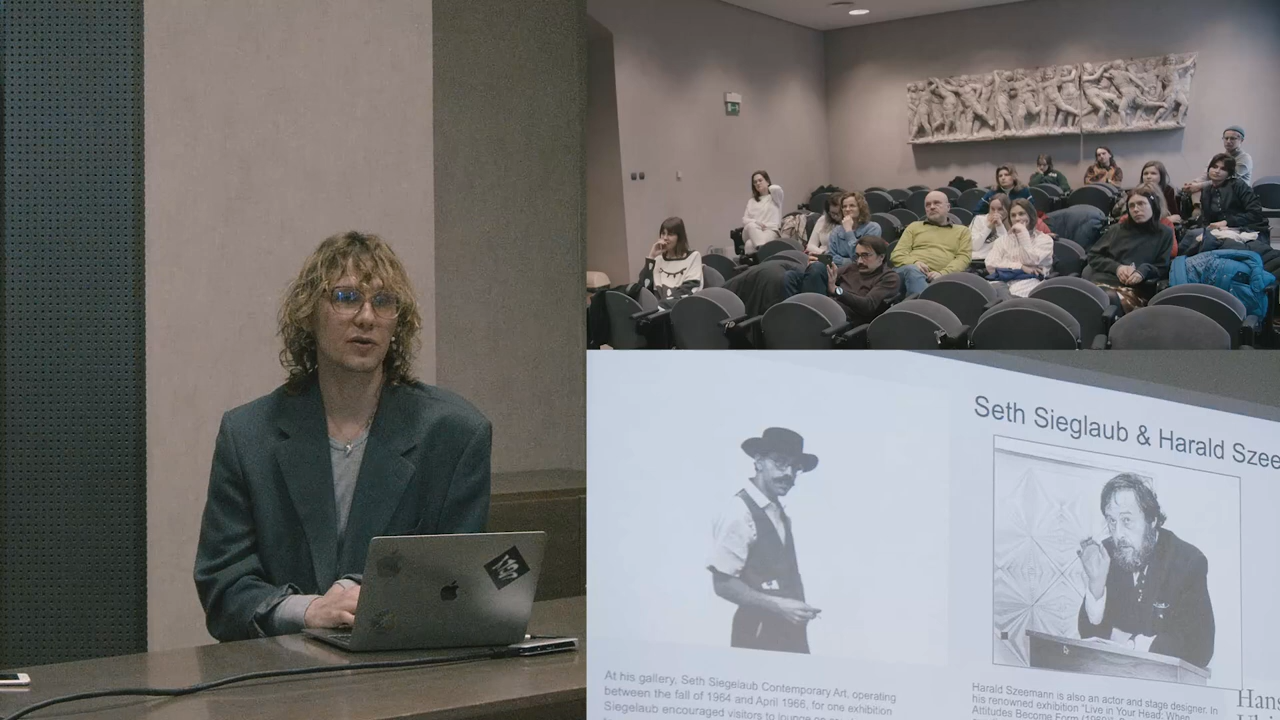 Seth Sieglaub & Harald Szee
At his gallery, Seth Siegelaub Contemporary Art, operating
between the fall of 1964 and April 1966, for one exhibition
Siegelaub encouraged visitors to lounge on
Harald Szeemann is also an actor and stage designer. In
his renowned exhibition "Live in Your Head: Whe
Attitudes Become Form
Hans